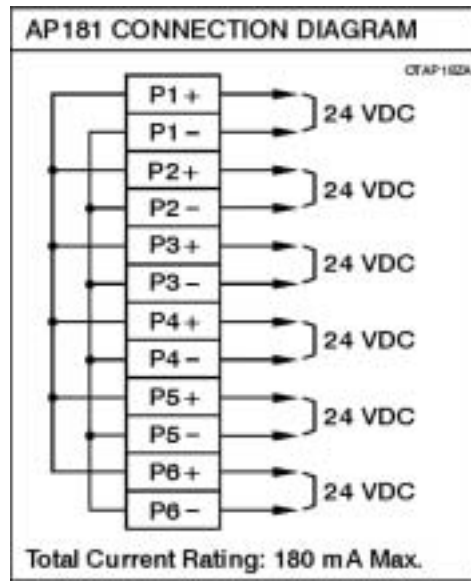 AP181 CONNECTION DIAGRAM
P1+
P1-
24 VDC
P2+
P2-
24 VDC
P3+
P3-
24 VDC
P4+
P4-
24 VDC
P5+
P5-
24 VDC
P6+
P6-
24 VDC
Total Current Rating: 180 mA Max.